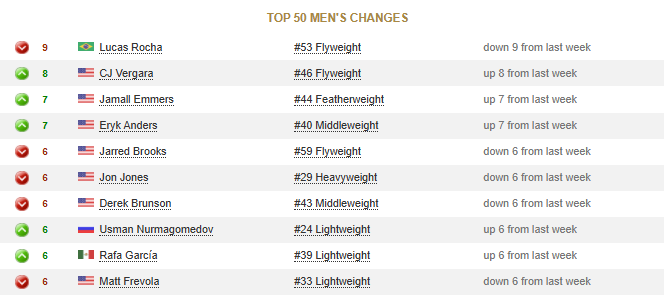 TOP 50 MEN'S CHANGES
9 Lucas Rocha #53 Flyweight down 9 from last week
8 CJ Vergara #46 Flyweight up 8 from last week
7 Jamall Emmers #44 Featherweight up 7 from last week
7 Eryk Anders #40 Middleweight up 7 from last week
6 Jarred Brooks #59 Flyweight down 6 from last week
6 Jon Jones #29 Heavyweight down 6 from last week
6 Derek Brunson #43 Middleweight down 6 from last week
6 Usman Nurmagomedov #24 Lightweight up 6 from last week
6 Rafa García #39 Lightweight up 6 from last week
6 Matt Frevola #33 Lightweight down 6 from last week